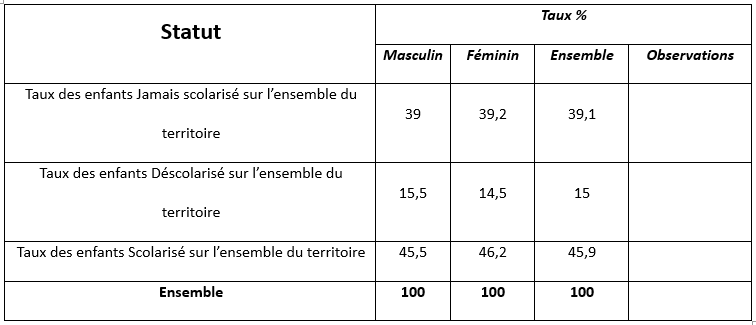 Statut
Taux %
Masculin Féminin Ensemble Observations
Taux des enfants Jamais scolarisé sur l’ensemble du
territoire
39 39,2 39,1
Taux des enfants Déscolarisé sur l’ensemble du
territoire
15,5 14,5 15
Taux des enfants Scolarisé sur l’ensemble du territoire 45,5 46,2 45,9
Ensemble 100 100 100